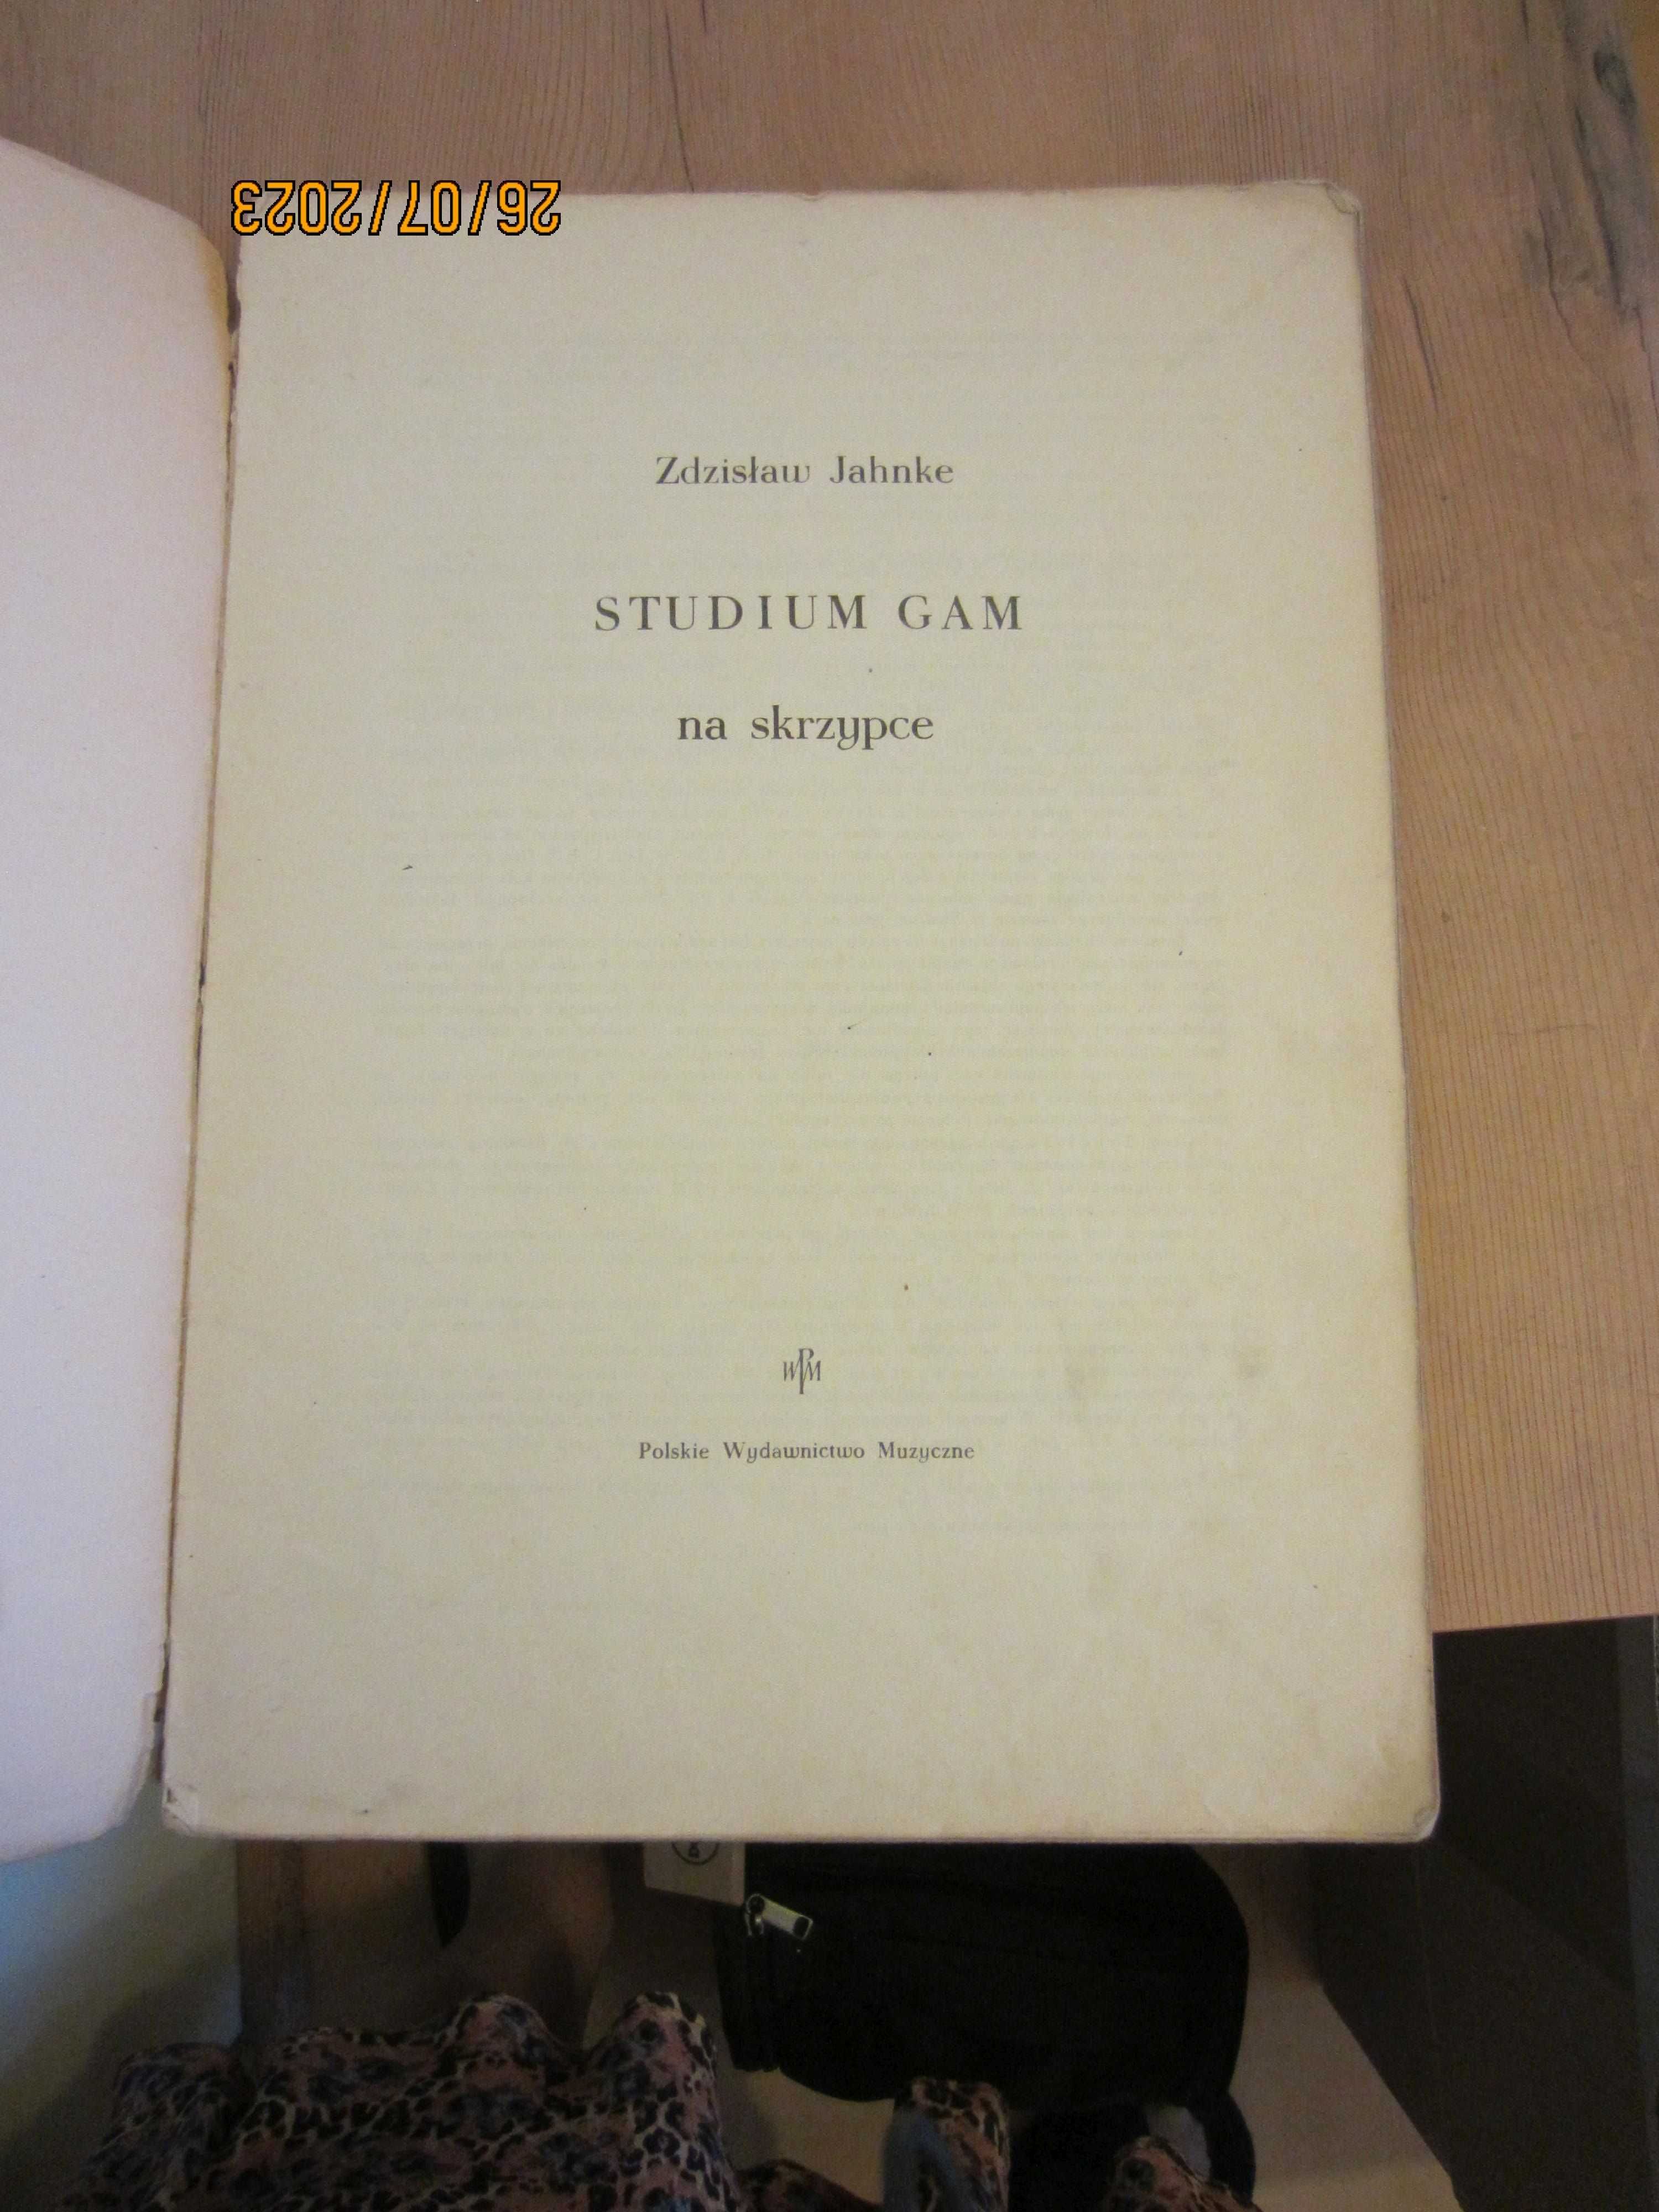 26/07/2023
Zdzisław Jahnke
STUDIUM GAM
na skrzypce
PWM
Polskie Wydawnictwo Muzyczne